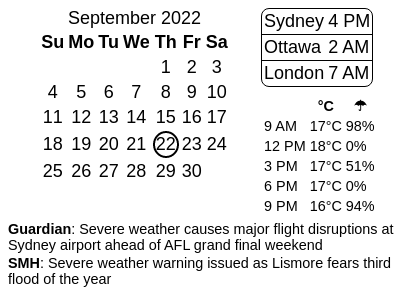 September 2022
Su Mo Tu We Th Fr Sa
1 2 3
4 5 6 7 8 9 10
11 12 13 14 15 16 17
18 19 20 21 22 23 24
25 26 27 28 29 30
Sydney 4 PM
Ottawa 2 AM
London 7 AM
°C ☂
9 AM 17°C 98%
12 PM 18°C 0%
3 PM 17°C 51%
6 PM 17°C 0%
9 PM 16°C 94%
Guardian: Severe weather causes major flight disruptions at
Sydney airport ahead of AFL grand final weekend
SMH: Severe weather warning issued as Lismore fears third
flood of the year